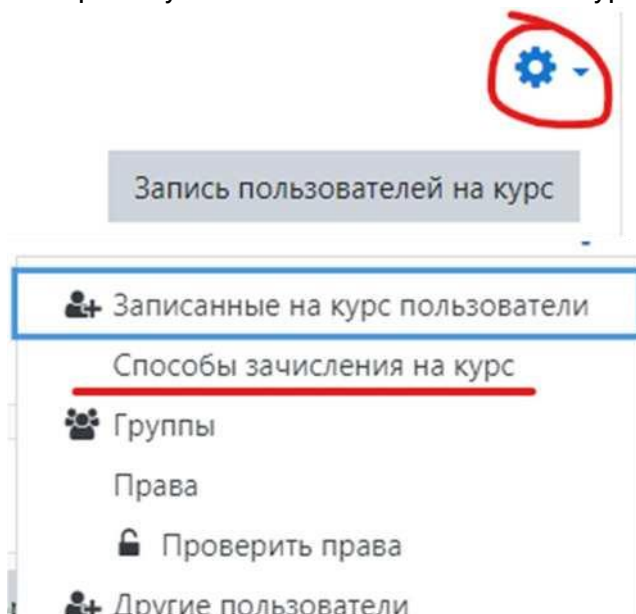 Запись пользователей на курс
Записанные на курс пользователи
Способы зачисления на курс
Группы
Права
Проверить права
Другие пользователи